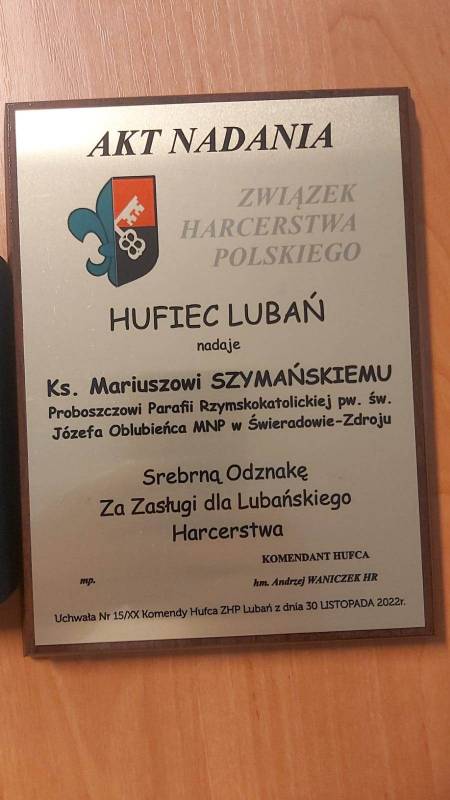 AKT NADANIA
ZWIĄZEK
HARCERSTWA
POLSKIEGO
HUFIEC LUBAŃ
nadaje
Ks. Mariuszowi SZYMAŃSKIEMU
Proboszczowi Parafii Rzymskokatolickiej pw. św.
Józefa Oblubieńca MNP w Świeradowie-Zdroju
Srebrną Odznakę
Za Zasługi dla Lubańskiego
Harcerstwa
KOMENDANT HUFCA
mp. hm. Andrzej WANICZEK HR
Uchwała Nr 15/XX Komendy Hufca ZHP Lubań z dnia 30 LISTOPADA 2022r.